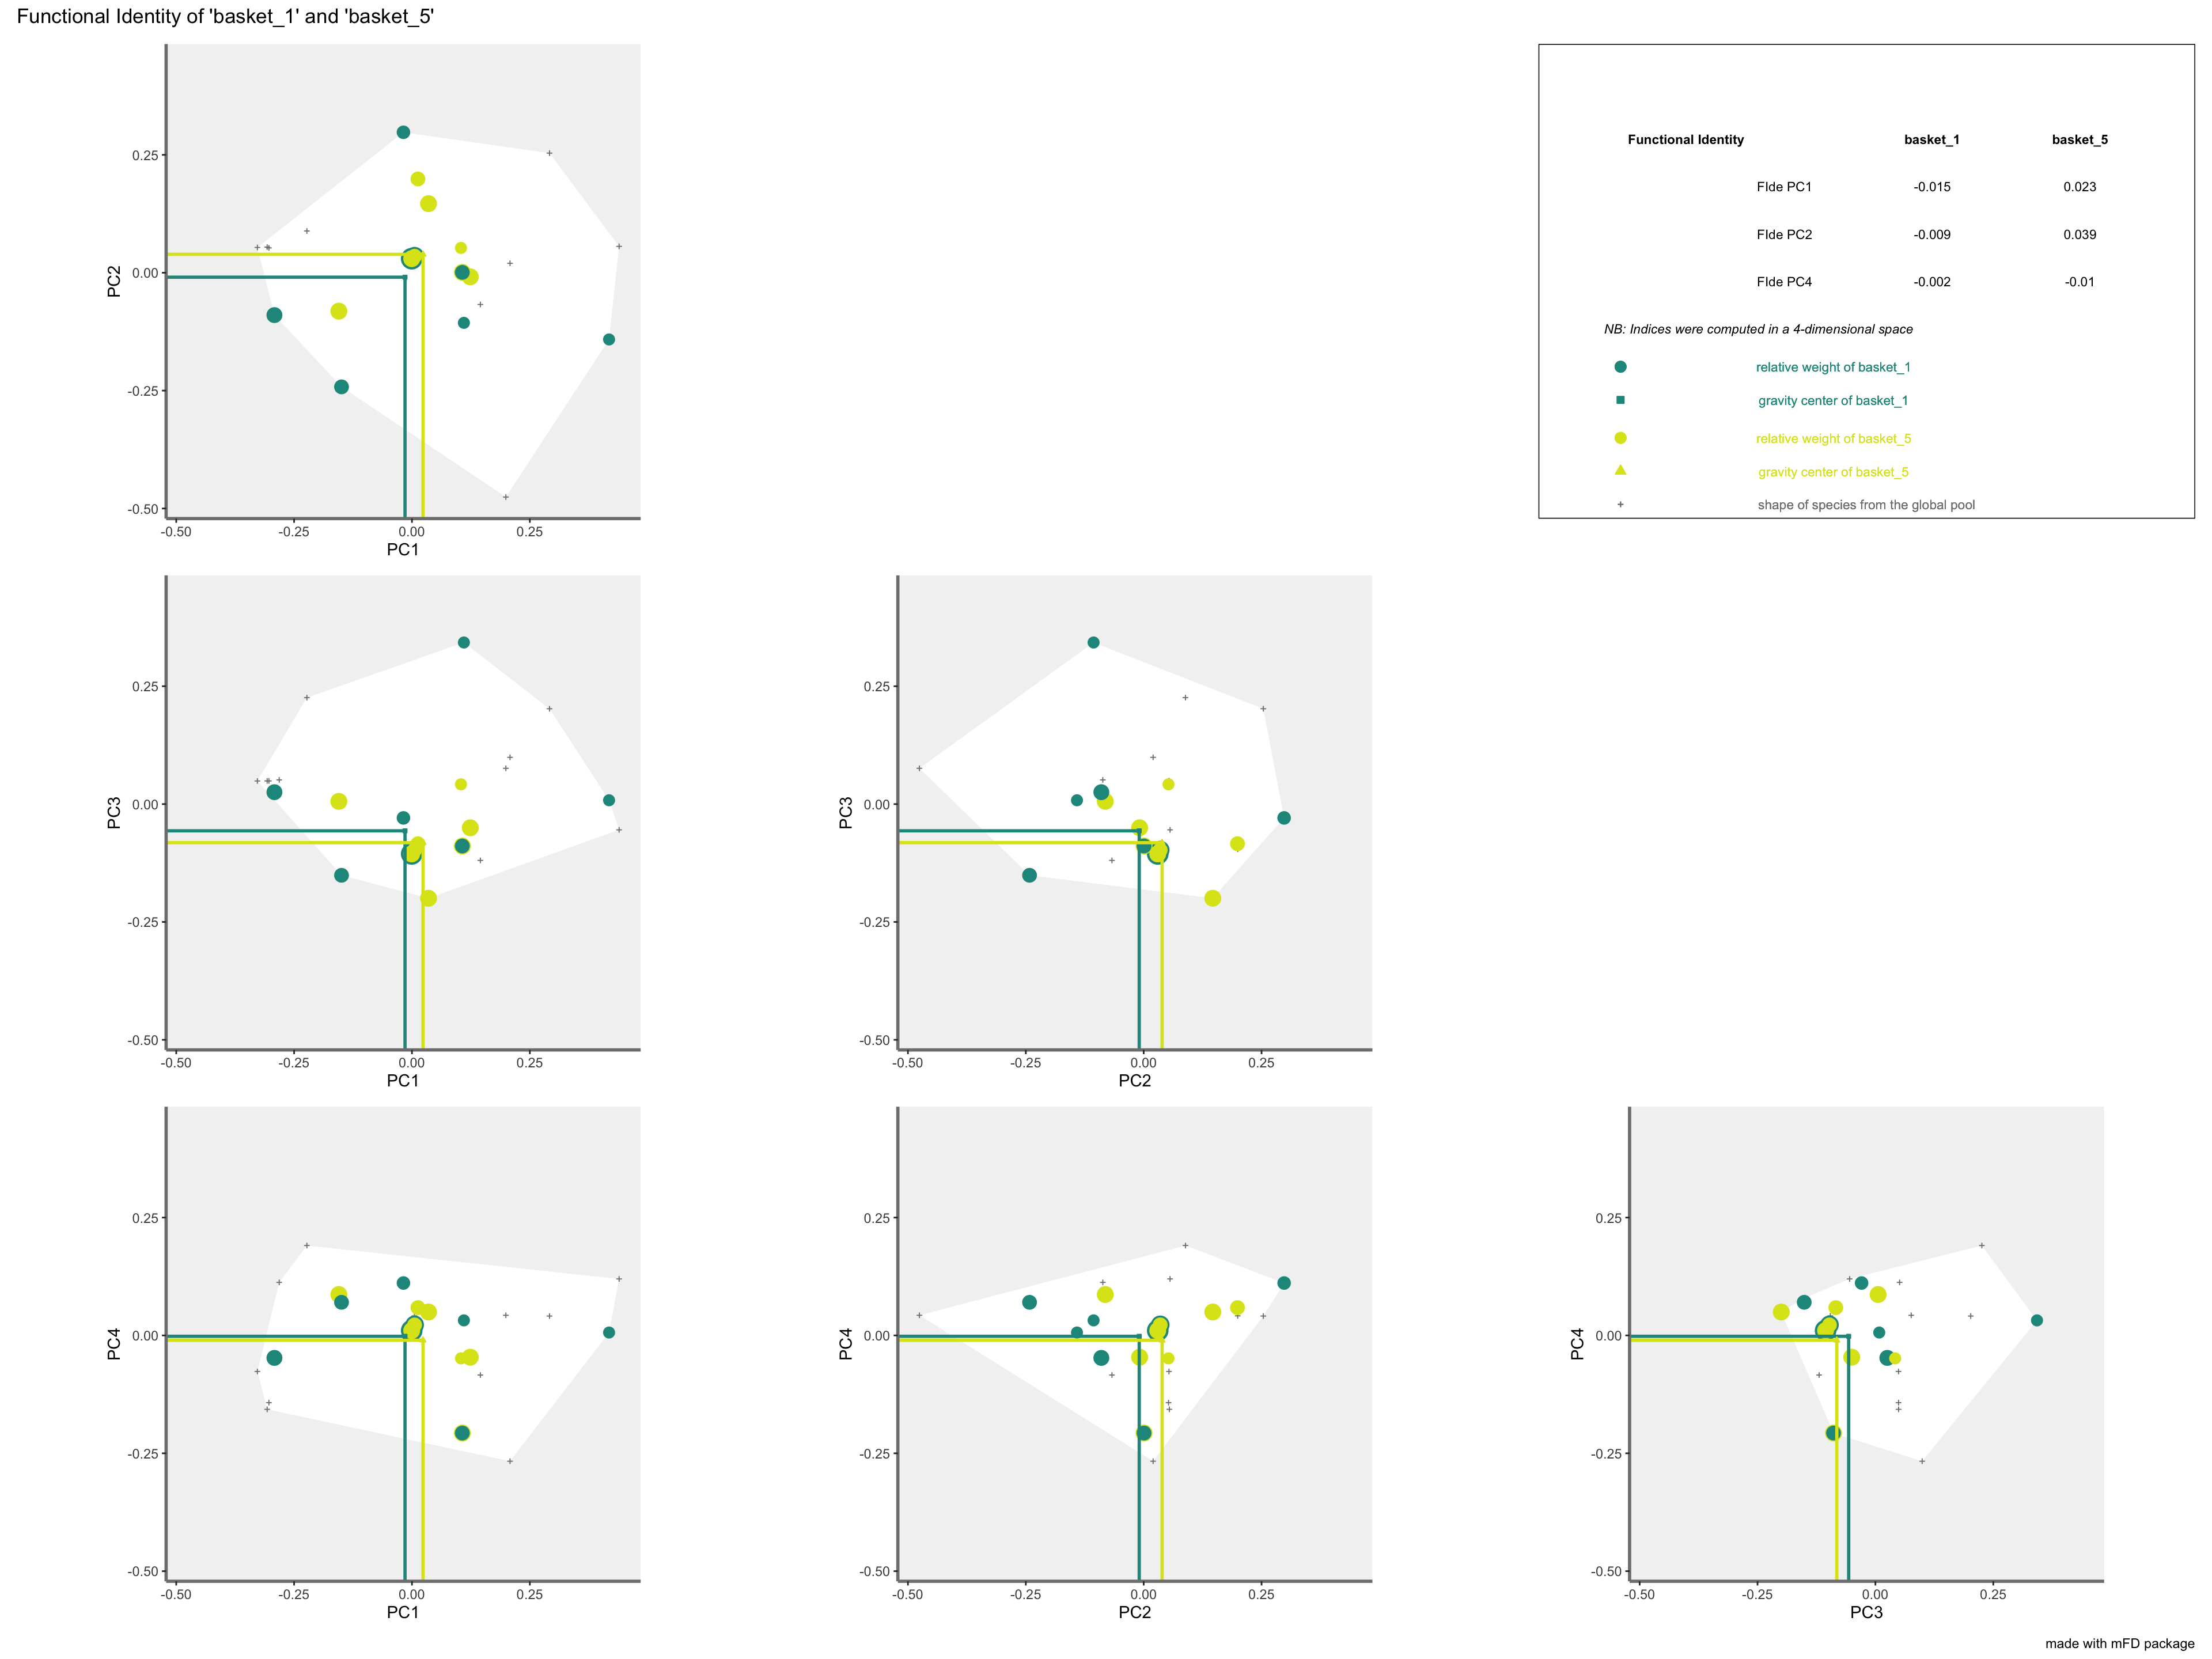 Functional Identity of 'basket_1' and 'basket_5'
0.25
0.00
-0.25
-0.50
PC2
-0.50 -0.25 0.00 0.25
PC1
Functional Identity basket_1 basket_5
FIde PC1 -0.015 0.023
FIde PC2 -0.009 0.039
FIde PC4 -0.002 -0.01
NB: Indices were computed in a 4-dimensional space
relative weight of basket_1
gravity center of basket_1
relative weight of basket_5
gravity center of basket_5
shape of species from the global pool
0.25
0.00
-0.25
-0.50
PC3
-0.50 -0.25 0.00 0.25
PC1
0.25
0.00
-0.25
-0.50
PC3
-0.50 -0.25 0.00 0.25
PC2
0.25
0.00
-0.25
-0.50
PC4
-0.50 -0.25 0.00 0.25
PC1
0.25
0.00
-0.25
-0.50
PC4
-0.50 -0.25 0.00 0.25
PC2
0.25
0.00
-0.25
-0.50
PC4
-0.50 -0.25 0.00 0.25
PC3
made with mFD package